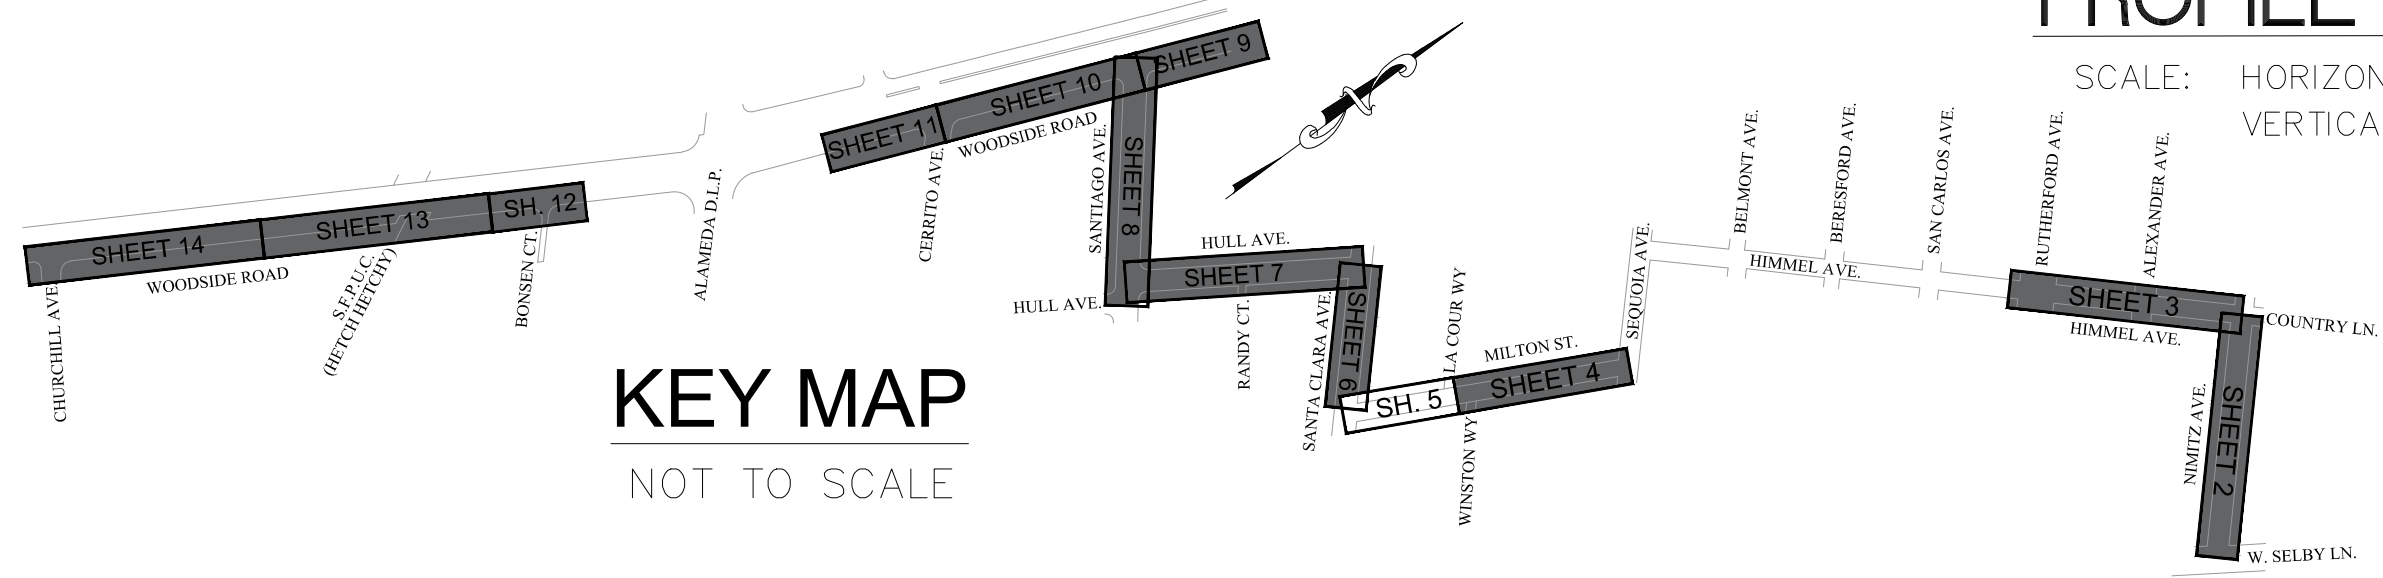 PROFILE
SCALE: HORIZON
VERTICA
SHEET 9
SHEET 10
SHEET 11
WOODSIDE ROAD
CERRITO AVE.
SANTIAGO AVE.
SHEET 8
SH. 12
SHEET 13
SHEET 14
WOODSIDE ROAD
CHURCHILL AVE.
S.F.P.U.C.
(HETCH HETCHY)
BONSEN CT.
ALAMEDA D.L.P.
HULL AVE.
SHEET 7
HULL AVE.
RANDY CT.
SANTA CLARA AVE.
SHEET 6
LA COUR WY
MILTON ST.
SH. 5
SHEET 4
WINSTON WY
SEQUOIA AVE.
BELMONT AVE.
BERESFORD AVE.
SAN CARLOS AVE.
RUTHERFORD AVE.
ALEXANDER AVE.
HIMMEL AVE.
SHEET 3
HIMMEL AVE.
COUNTRY LN.
NIMITZ AVE.
SHEET 2
W. SELBY LN.
KEY MAP
NOT TO SCALE